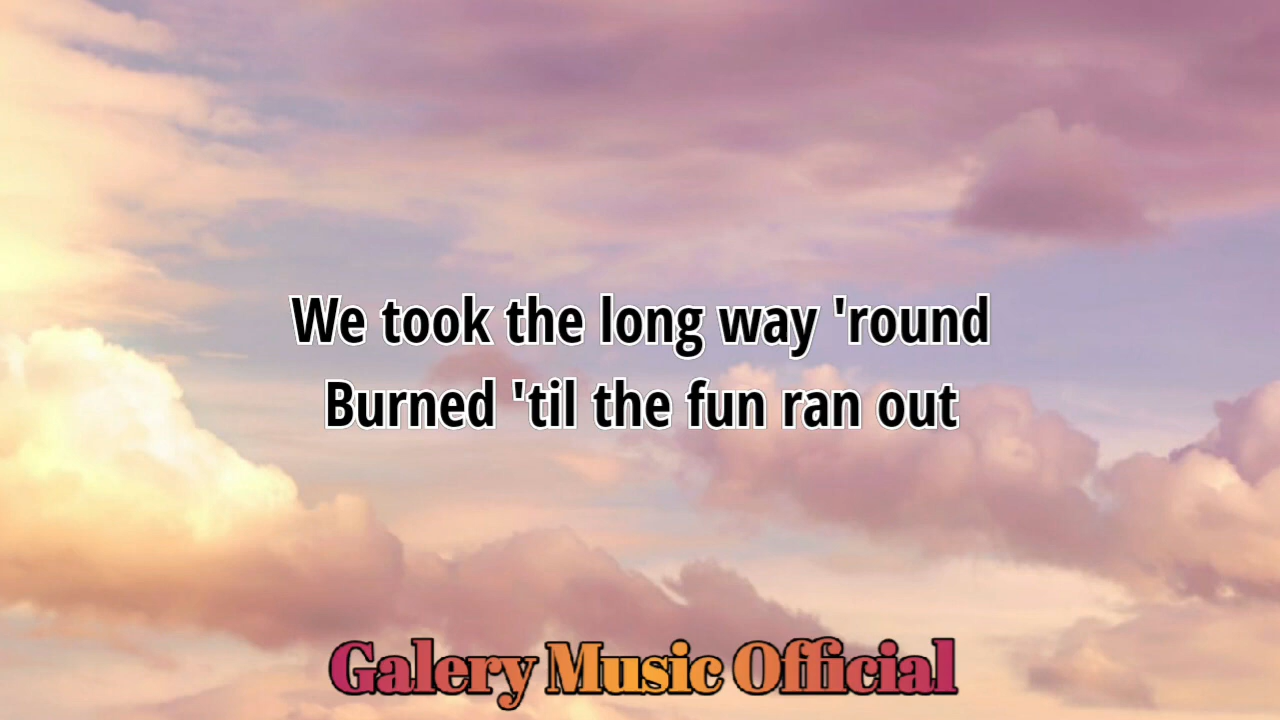 We took the long way 'round
Burned 'til the fun ran out
Galery Music Official